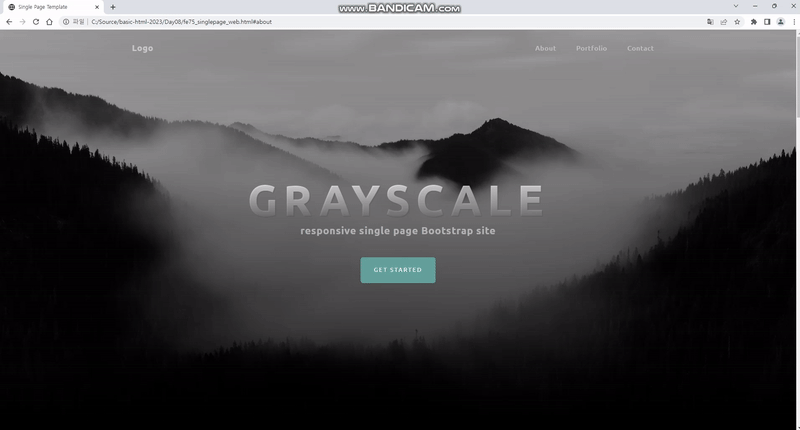 www.BANDICAM.com
Single Page Template
파일 | C:/Source/basic-html-2023/Day08/fe75_singlepage_web.html#about
Logo
About Portfolio Contact
GRAYSCALE
responsive single page Bootstrap site
GET STARTED